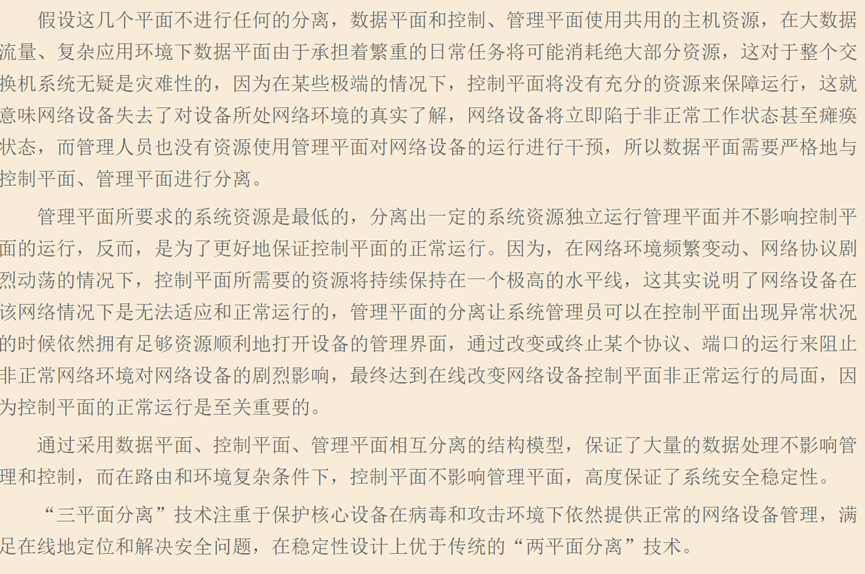 假设这几个平面不进行任何的分离，数据平面和控制、管理平面使用共用的主机资源，在大数据
流量、复杂应用环境下数据平面由于承担着繁重的日常任务将可能消耗绝大部分资源，这对于整个交
换机系统无疑是灾难性的，因为在某些极端的情况下，控制平面将没有充分的资源来保障运行，这就
意味网络设备失去了对设备所处网络环境的真实了解，网络设备将立即陷于非正常工作状态甚至瘫痪
状态，而管理人员也没有资源使用管理平面对网络设备的运行进行干预，所以数据平面需要严格地与
控制平面、管理平面进行分离。
管理平面所要求的系统资源是最低的，分离出一定的系统资源独立运行管理平面并不影响控制平
面的运行，反而，是为了更好地保证控制平面的正常运行。因为，在网络环境频繁变动、网络协议剧
烈动荡的情况下，控制平面所需要的资源将持续保持在一个极高的水平线，这其实说明了网络设备在
该网络情况下是无法适应和正常运行的，管理平面的分离让系统管理员可以在控制平面出现异常状况
的时候依然拥有足够资源顺利地打开设备的管理界面，通过改变或终止某个协议、端口的运行来阻止
非正常网络环境对网络设备的剧烈影响，最终达到在线改变网络设备控制平面非正常运行的局面，因
为控制平面的正常运行是至关重要的。
通过采用数据平面、控制平面、管理平面相互分离的结构模型，保证了大量的数据处理不影响管
理和控制，而在路由和环境复杂条件下，控制平面不影响管理平面，高度保证了系统安全稳定性。
“三平面分离”技术注重于保护核心设备在病毒和攻击环境下依然提供正常的网络设备管理，满
足在线地定位和解决安全问题，在稳定性设计上优于传统的“两平面分离”技术。